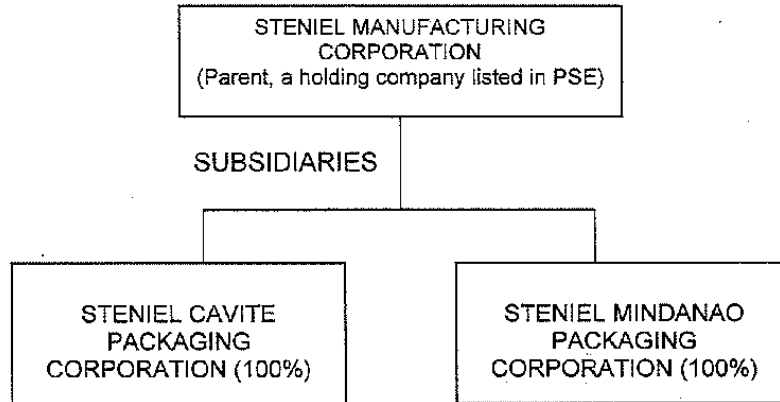 STENIEL MANUFACTURING
CORPORATION
(Parent, a holding company listed in PSE)
SUBSIDIARIES
STENIEL CAVITE
PACKAGING
CORPORATION (100%)
STENIEL MINDANAO
PACKAGING
CORPORATION (100%)